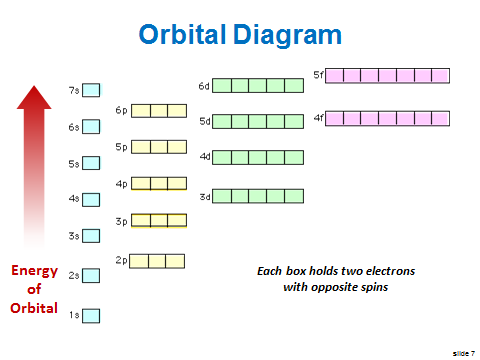 Orbital Diagram
7s
6s
5s
4s
3s
2s
1s
6p
5p
4p
3p
2p
6d
5d
4d
3d
5f
4f
Energy
of
Orbital
Each box holds two electrons
with opposite spins
slide 7